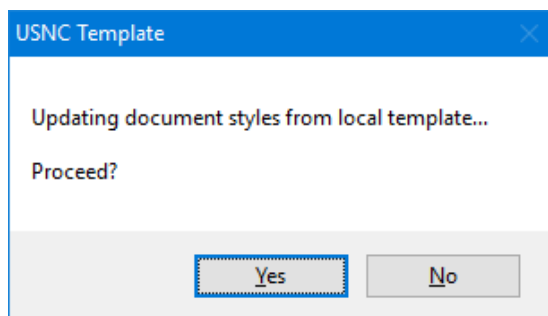 USNC Template
Updating document styles from local template...
Proceed?
Yes
No